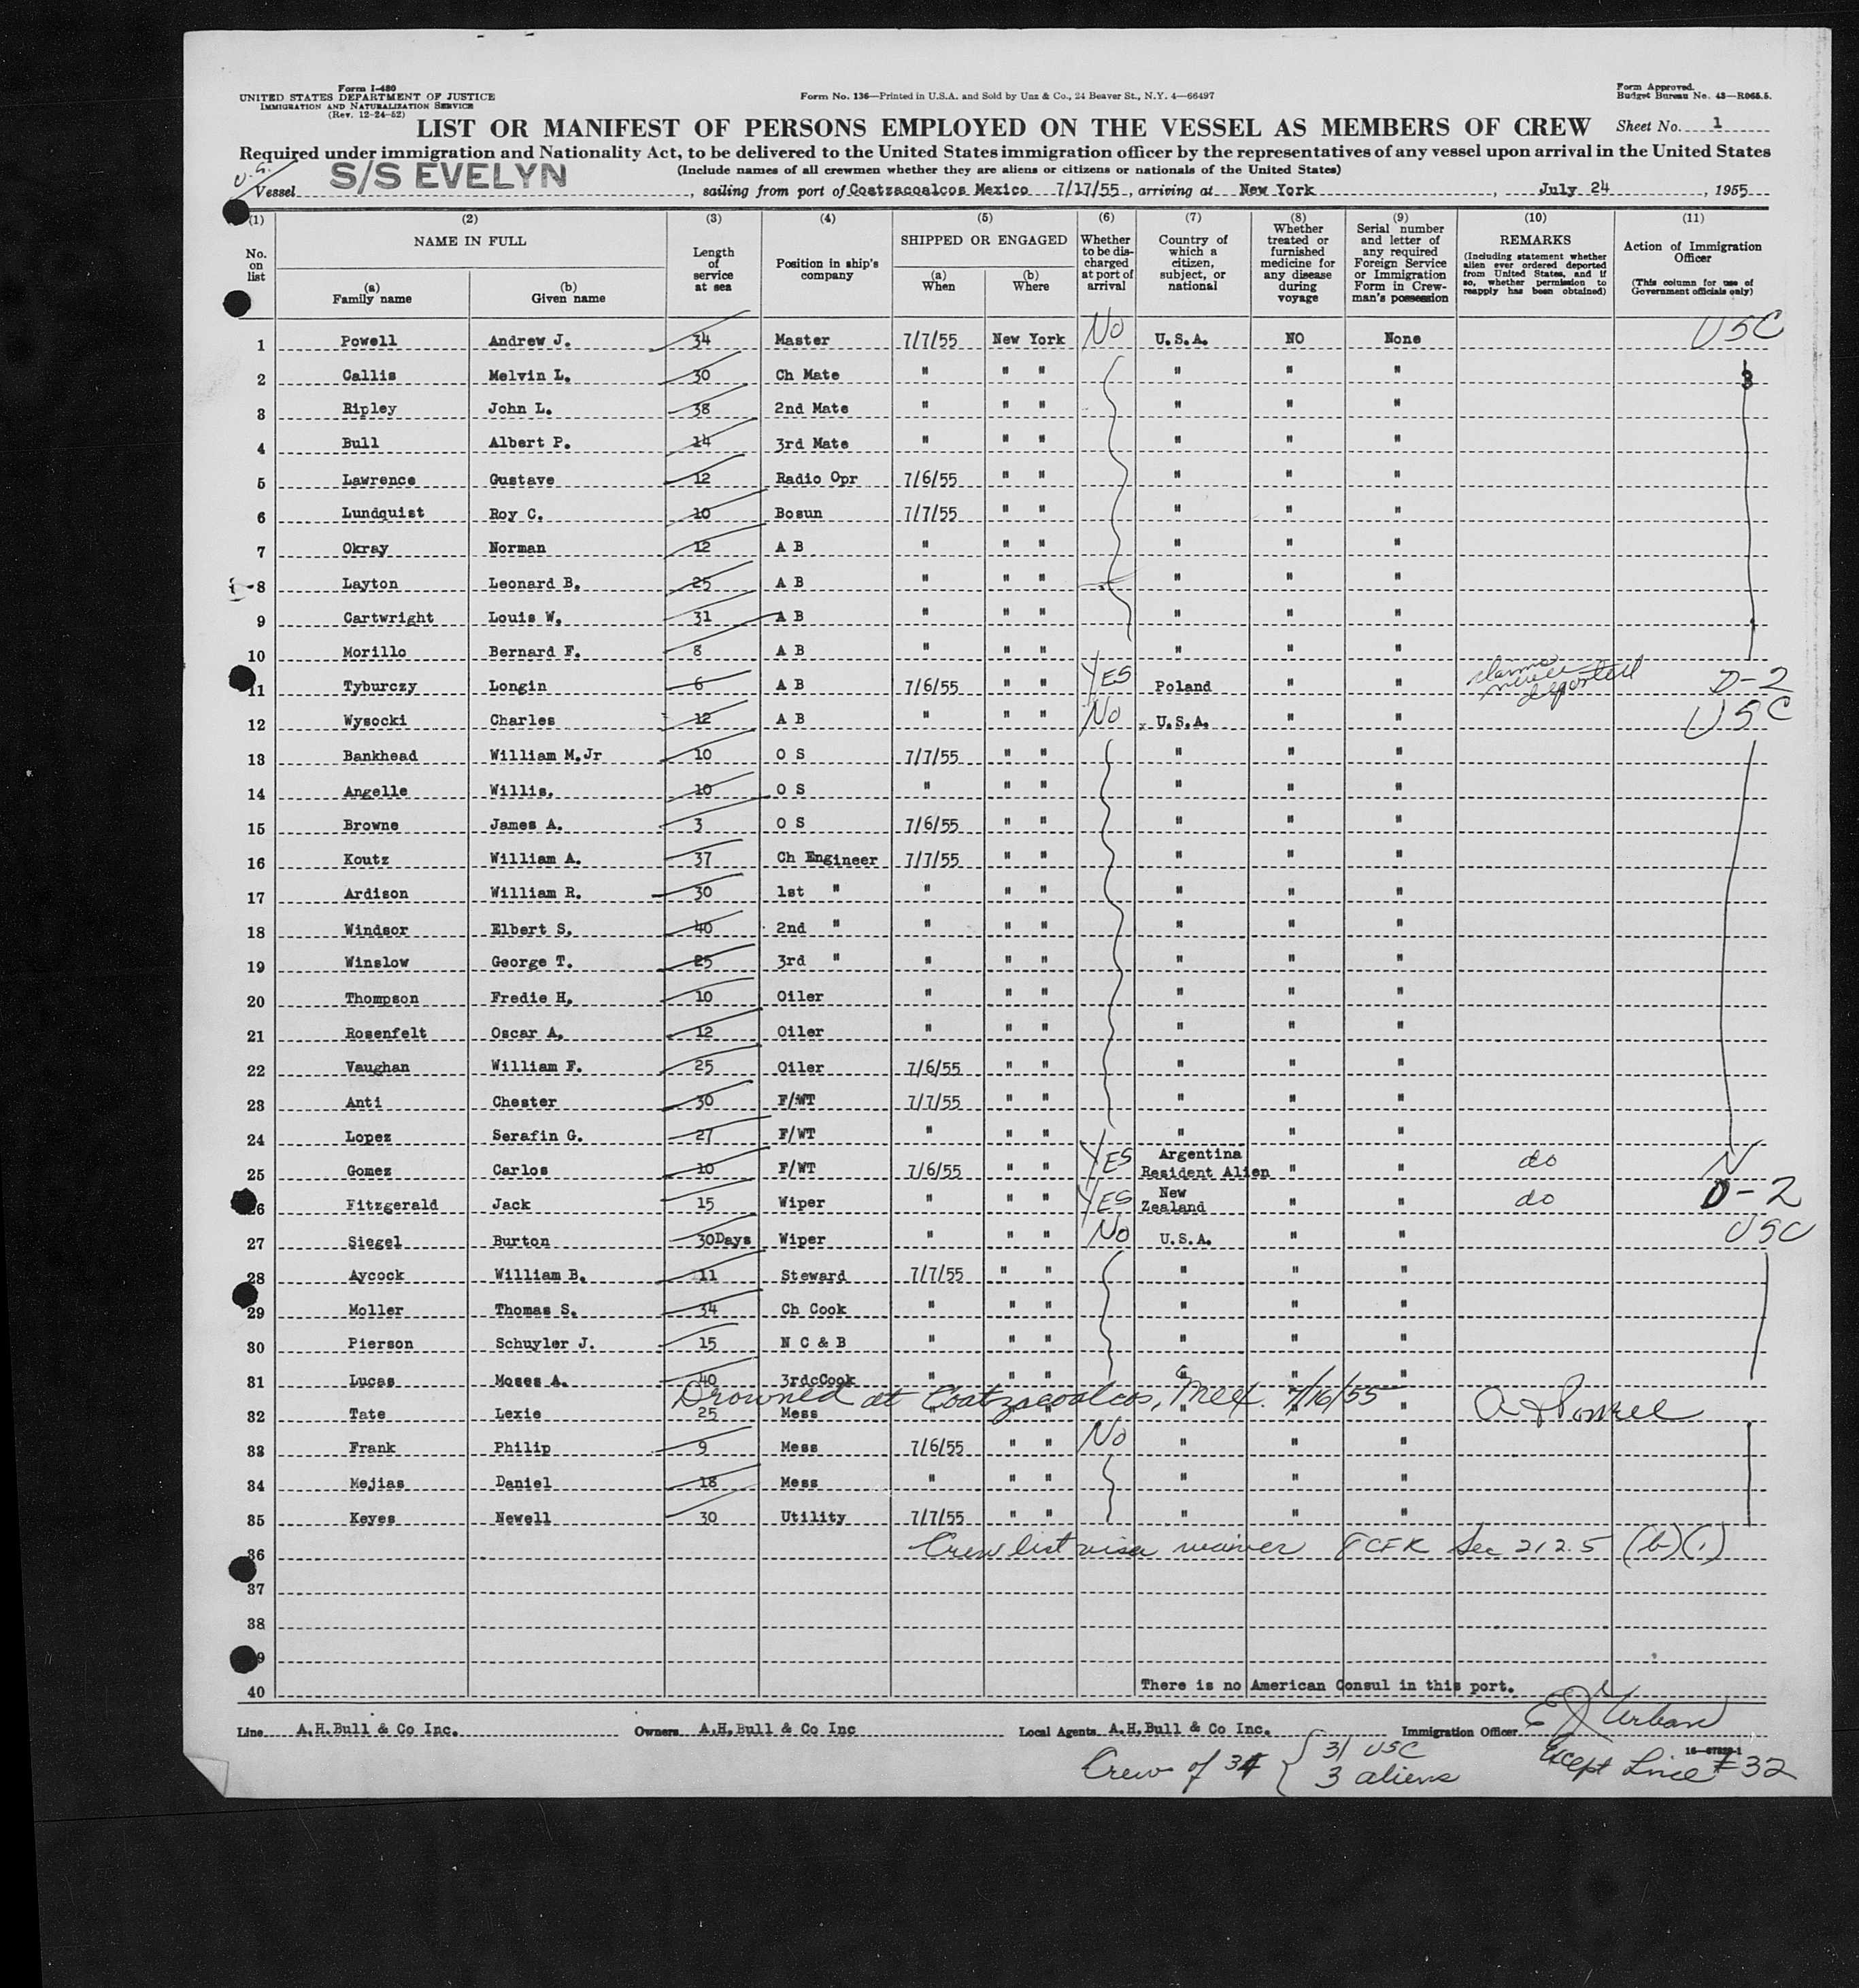 Form I-480
UNITED STATES DEPARTMENT OF JUSTICE
IMMIGRATION AND NATURALIZATION SERVICE
(Rev. 12-24-52)
Form No. 136—Printed in U.S.A. and Sold by Unz & Co., 24 Beaver St., N.Y. 4—66497
Form Approved.
Budget Bureau No. 43—R065.5.
LIST OR MANIFEST OF PERSONS EMPLOYED ON THE VESSEL AS MEMBERS OF CREW Sheet No. 1
Required under immigration and Nationality Act, to be delivered to the United States immigration officer by the representatives of any vessel upon arrival in the United States
(Include names of all crewmen whether they are aliens or citizens or nationals of the United States)
U.S.
Vessel S/S EVELYN, sailing from port of Coatzacoalcos Mexico 7/17/55, arriving at New York, July 24, 1955
(1) (2) (3) (4) (5) (6) (7) (8) (9) (10) (11)
No. on list
NAME IN FULL
(a) Family name
(b) Given name
Length of service at sea
Position in ship's company
SHIPPED OR ENGAGED
(a) When
(b) Where
Whether to be discharged at port of arrival
Country of which a citizen, subject, or national
Whether treated or furnished medicine for any disease during voyage
Serial number and letter of any required Foreign Service or Immigration Form in Crewman's possession
REMARKS
(Including statement whether alien ever ordered deported from United States, and if so, whether permission to reapply has been obtained)
Action of Immigration Officer
(This column for use of Government officials only)
1 Powell Andrew J. 34 Master 7/7/55 New York No U.S.A. NO None USC
2 Callis Melvin L. 30 Ch Mate " " " " " "
3 Ripley John L. 38 2nd Mate " " " " " "
4 Bull Albert P. 14 3rd Mate " " " " " "
5 Lawrence Gustave 12 Radio Opr 7/6/55 " " " " "
6 Lundquist Roy C. 10 Bosun 7/7/55 " " " " "
7 Okray Norman 12 A B " " " " " "
8 Layton Leonard B. 25 A B " " " " " "
9 Cartwright Louis W. 31 A B " " " " " "
10 Morillo Bernard F. 8 A B " " " " " "
11 Tyburczy Longin 6 A B 7/6/55 " " YES Poland " " claims never deported D-2
12 Wysocki Charles 12 A B " " " No x U.S.A. " " USC
13 Bankhead William M.Jr 10 O S 7/7/55 " " " " "
14 Angelle Willis. 10 O S " " " " " "
15 Browne James A. 3 O S 7/6/55 " " " " "
16 Koutz William A. 37 Ch Engineer 7/7/55 " " " " "
17 Ardison William R. 30 1st " " " " " " "
18 Windsor Elbert S. 40 2nd " " " " " " "
19 Winslow George T. 25 3rd " " " " " " "
20 Thompson Fredie H. 10 Oiler " " " " " "
21 Rosenfelt Oscar A. 12 Oiler " " " " " "
22 Vaughan William F. 25 Oiler 7/6/55 " " " " "
23 Anti Chester 30 F/WT 7/7/55 " " " " "
24 Lopez Serafin G. 27 F/WT " " " " " "
25 Gomez Carlos 10 F/WT 7/6/55 " " YES Argentina Resident Alien " " do N
26 Fitzgerald Jack 15 Wiper " " " YES New Zealand " " do D-2
27 Siegel Burton 30Days Wiper " " " No U.S.A. " " USC
28 Aycock William B. 11 Steward 7/7/55 " " " " "
29 Moller Thomas S. 34 Ch Cook " " " " " "
30 Pierson Schuyler J. 15 N C & B " " " " " "
31 Lucas Moses A. 40 3rdcCook " " " " " "
Drowned at Coatzacoalcos, Mex. 7/16/55 A J Powell
32 Tate Lexie 25 Mess " " " " " "
33 Frank Philip 9 Mess 7/6/55 " " No " " "
34 Mejias Daniel 18 Mess " " " " " "
35 Keyes Newell 30 Utility 7/7/55 " " " " "
36 Crew list visa waiver 8 CFR Sec 212.5 (b)(1)
37
38
39
40 There is no American Consul in this port.
Line A.H.Bull & Co Inc. Owners A.H.Bull & Co Inc Local Agents A.H.Bull & Co Inc. Immigration Officer E J Urban
16—67822-1
Crew of 34 { 31 USC
3 aliens
Except Line #32